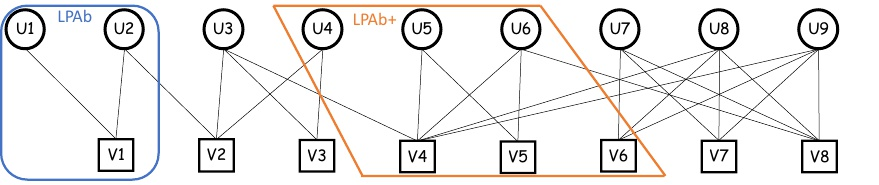 LPAb
LPAb+
U1 U2 U3 U4 U5 U6 U7 U8 U9
V1 V2 V3 V4 V5 V6 V7 V8